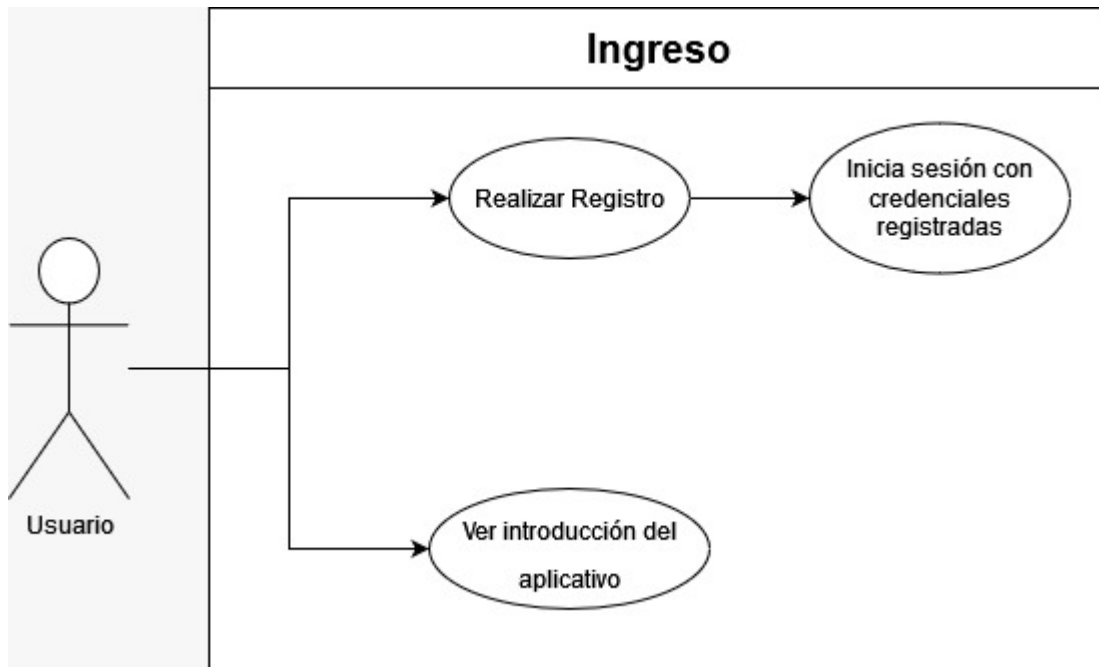 Ingreso
Realizar Registro
Inicia sesión con
credenciales
registradas
Usuario
Ver introducción del
aplicativo